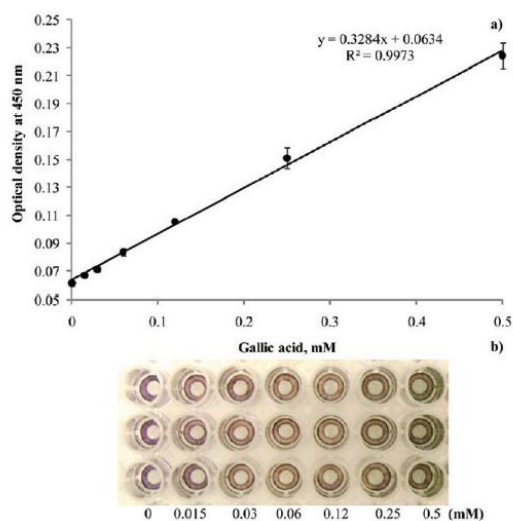 a)
y = 0.3284x + 0.0634
R² = 0.9973
Optical density at 450 nm
0.25
0.23
0.21
0.19
0.17
0.15
0.13
0.11
0.09
0.07
0.05
0 0.1 0.2 0.3 0.4 0.5
Gallic acid, mM
b)
0 0.015 0.03 0.06 0.12 0.25 0.5 (mM)